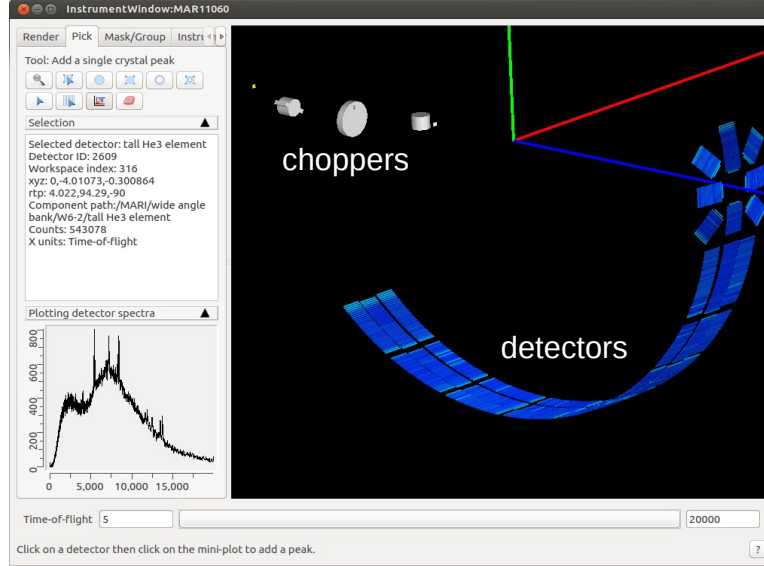 InstrumentWindow:MAR11060
Render Pick Mask/Group
Tool: Add a single crystal peak
Selection
Selected detector: tall He3 element
Detector ID: 2609
Workspace index: 316
xyz: 0,-4.01073,-0.300864
rtp: 4.022,94.29,-90
Component path:/MARI/wide angle
bank/W6-2/tall He3 element
Counts: 543078
X units: Time-of-flight
choppers
detectors
Plotting detector spectra
800
600
400
200
0
0 5,000 10,000 15,000
Time-of-flight 5 20000
Click on a detector then click on the mini-plot to add a peak. ?